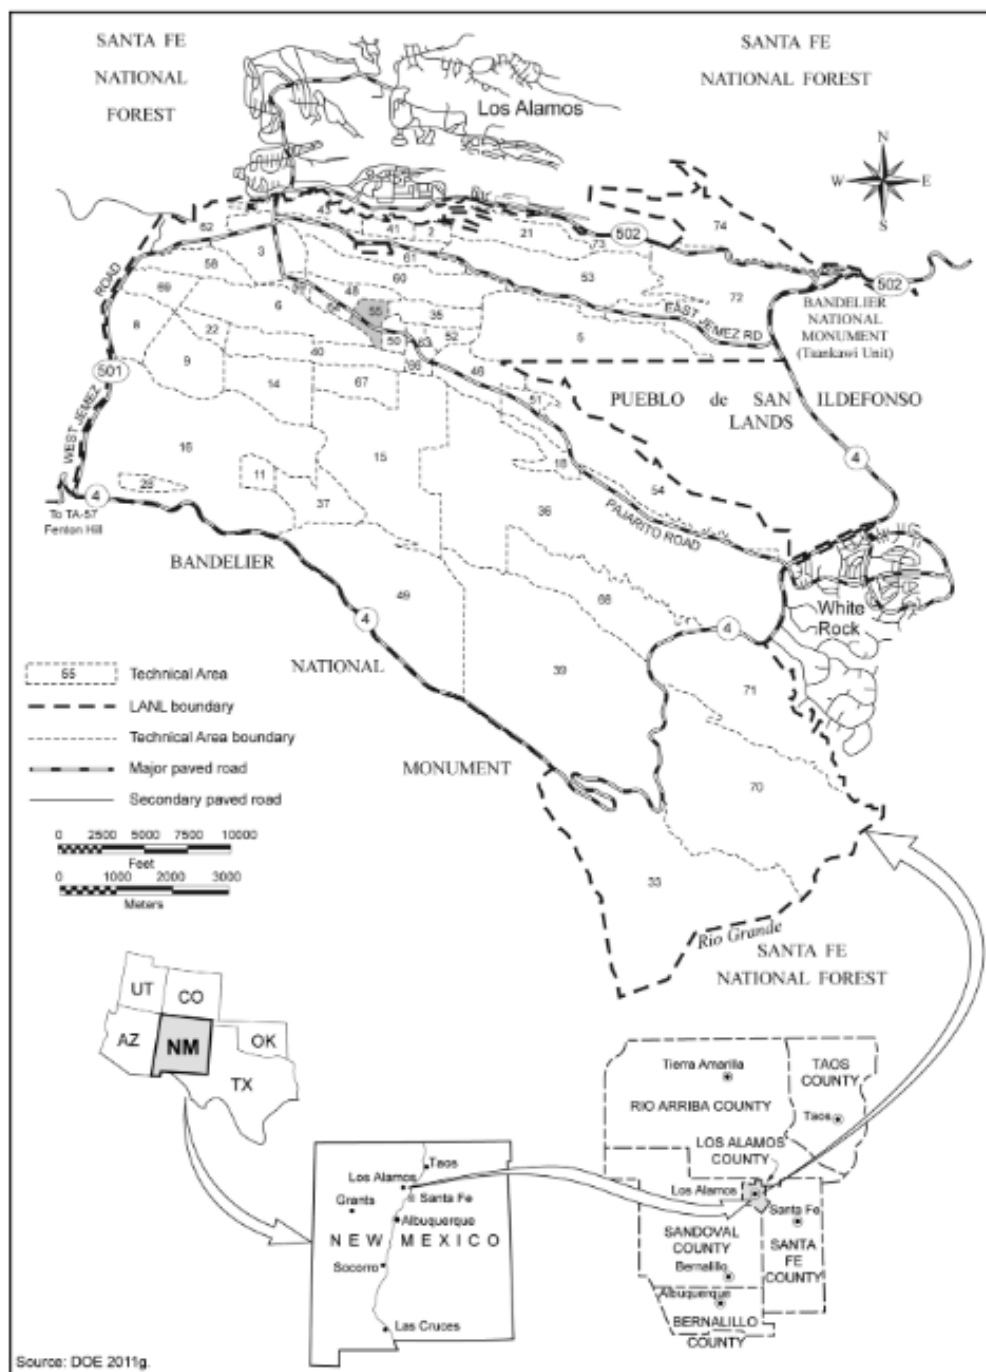 SANTA FE
NATIONAL
FOREST
SANTA FE
NATIONAL FOREST
Los Alamos
N
W
E
S
502
502
74
62
43
41
2
21
73
3
61
53
72
58
60
69
48
6
55
35
EAST JEMEZ RD
BANDELIER
NATIONAL
MONUMENT
(Tsankawi Unit)
8
22
50
63
52
5
9
40
66
46
501
WEST JEMEZ
ROAD
14
67
51
PUEBLO de SAN ILDEFONSO
LANDS
16
15
18
4
11
54
28
4
37
36
PAJARITO ROAD
To TA-57
Fenton Hill
BANDELIER
49
68
White
Rock
4
4
NATIONAL
39
71
MONUMENT
70
33
Rio Grande
SANTA FE
NATIONAL FOREST
55
Technical Area
LANL boundary
Technical Area boundary
Major paved road
Secondary paved road
0 2500 5000 7500 10000
Feet
0 1000 2000 3000
Meters
UT
CO
AZ
NM
OK
TX
Taos
Los Alamos
Santa Fe
Grants
Albuquerque
NEW MEXICO
Socorro
Las Cruces
Tierra Amarilla
TAOS
COUNTY
RIO ARRIBA COUNTY
Taos
LOS ALAMOS
COUNTY
Los Alamos
Santa Fe
SANDOVAL
COUNTY
SANTA
FE
COUNTY
Bernalillo
Albuquerque
BERNALILLO
COUNTY
Source: DOE 2011g.